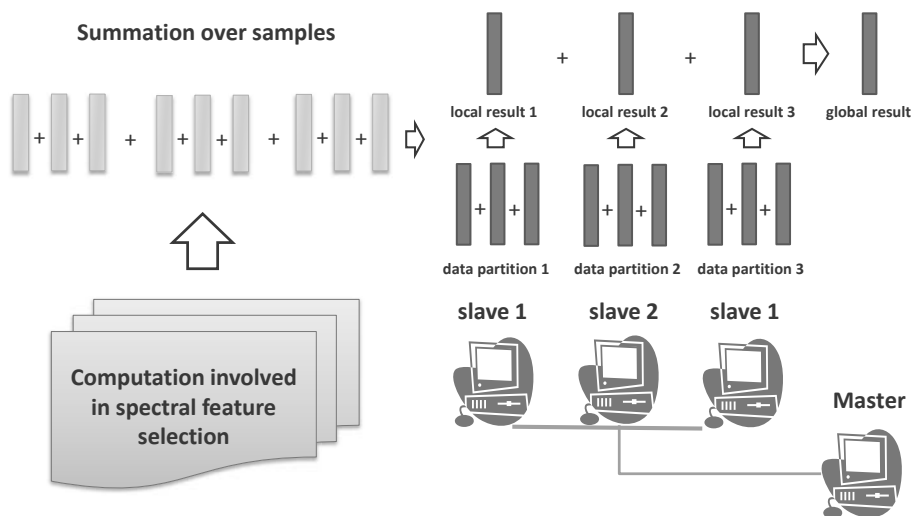 Summation over samples
+ + + + + + + +
+ +
local result 1 local result 2 local result 3 global result
+ + + + + +
data partition 1 data partition 2 data partition 3
slave 1 slave 2 slave 1
Computation involved
in spectral feature
selection
Master